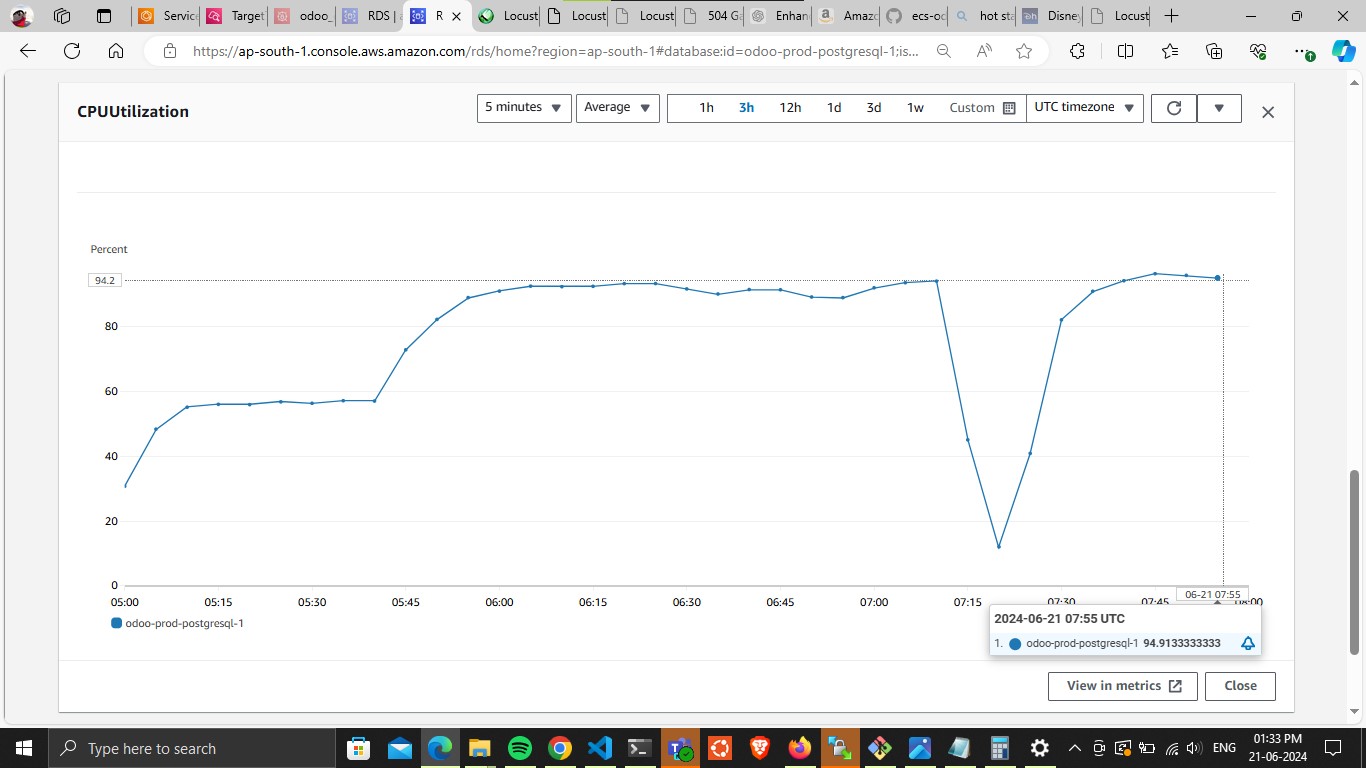 Servic
Target
odoo_
RDS | a
R
Locust
Locust
Locust
504 Ga
Enhan
Amazo
ecs-od
hot sta
Disney
Locust
https://ap-south-1.console.aws.amazon.com/rds/home?region=ap-south-1#database:id=odoo-prod-postgresql-1;is...
CPUUtilization
5 minutes
Average
1h 3h 12h 1d 3d 1w Custom
UTC timezone
Percent
94.2
80
60
40
20
0
05:00 05:15 05:30 05:45 06:00 06:15 06:30 06:45 07:00 07:15 07:30 07:45 08:00
06-21 07:55
odoo-prod-postgresql-1
2024-06-21 07:55 UTC
1. odoo-prod-postgresql-1 94.9133333333
View in metrics
Close
Type here to search
ENG
01:33 PM
21-06-2024